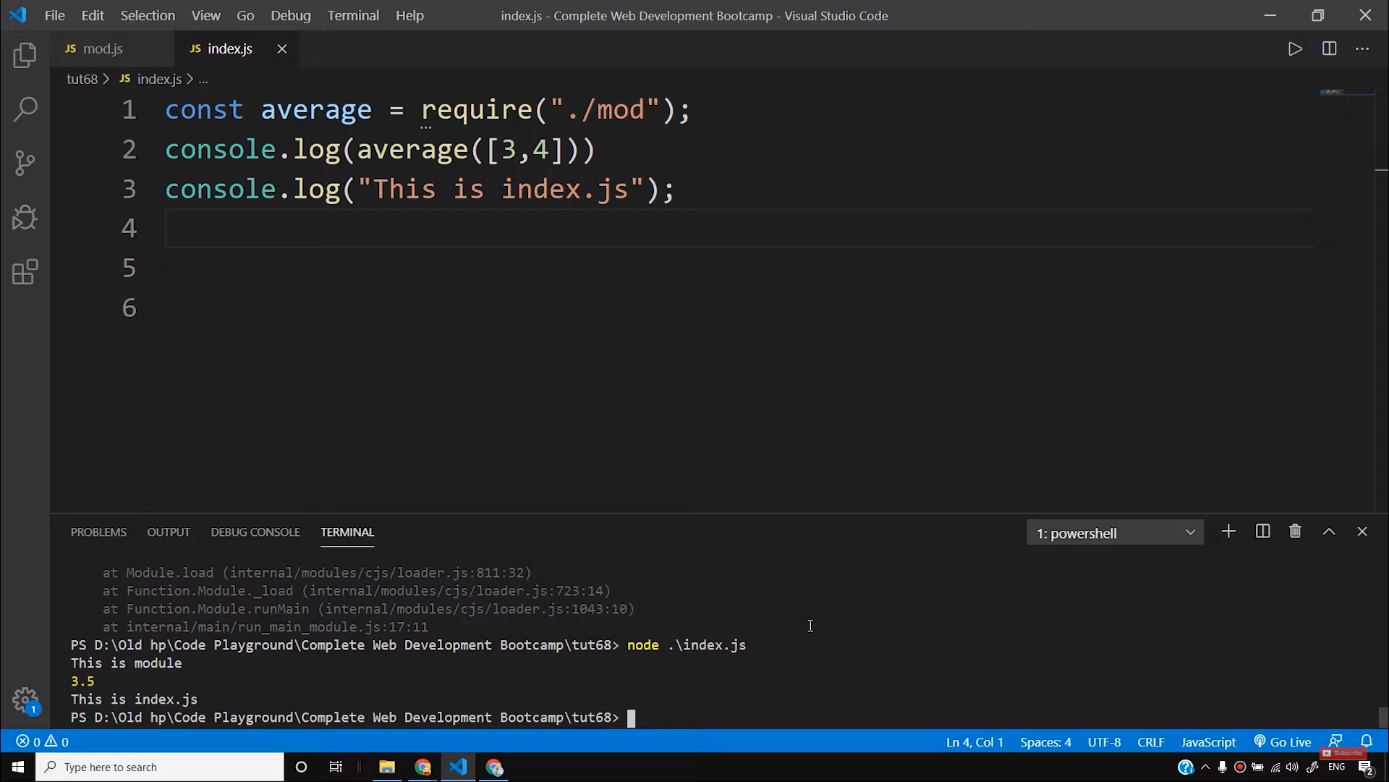 File Edit Selection View Go Debug Terminal Help
index.js - Complete Web Development Bootcamp - Visual Studio Code
JS mod.js
JS index.js
tut68 > JS index.js > ...
1 const average = require("./mod");
2 console.log(average([3,4]))
3 console.log("This is index.js");
4
5
6
PROBLEMS OUTPUT DEBUG CONSOLE TERMINAL
1: powershell
at Module.load (internal/modules/cjs/loader.js:811:32)
at Function.Module._load (internal/modules/cjs/loader.js:723:14)
at Function.Module.runMain (internal/modules/cjs/loader.js:1043:10)
at internal/main/run_main_module.js:17:11
PS D:\Old hp\Code Playground\Complete Web Development Bootcamp\tut68> node .\index.js
This is module
3.5
This is index.js
PS D:\Old hp\Code Playground\Complete Web Development Bootcamp\tut68>
1
0 0 Ln 4, Col 1 Spaces: 4 UTF-8 CRLF JavaScript Go Live
Subscribe
Type here to search
ENG
2